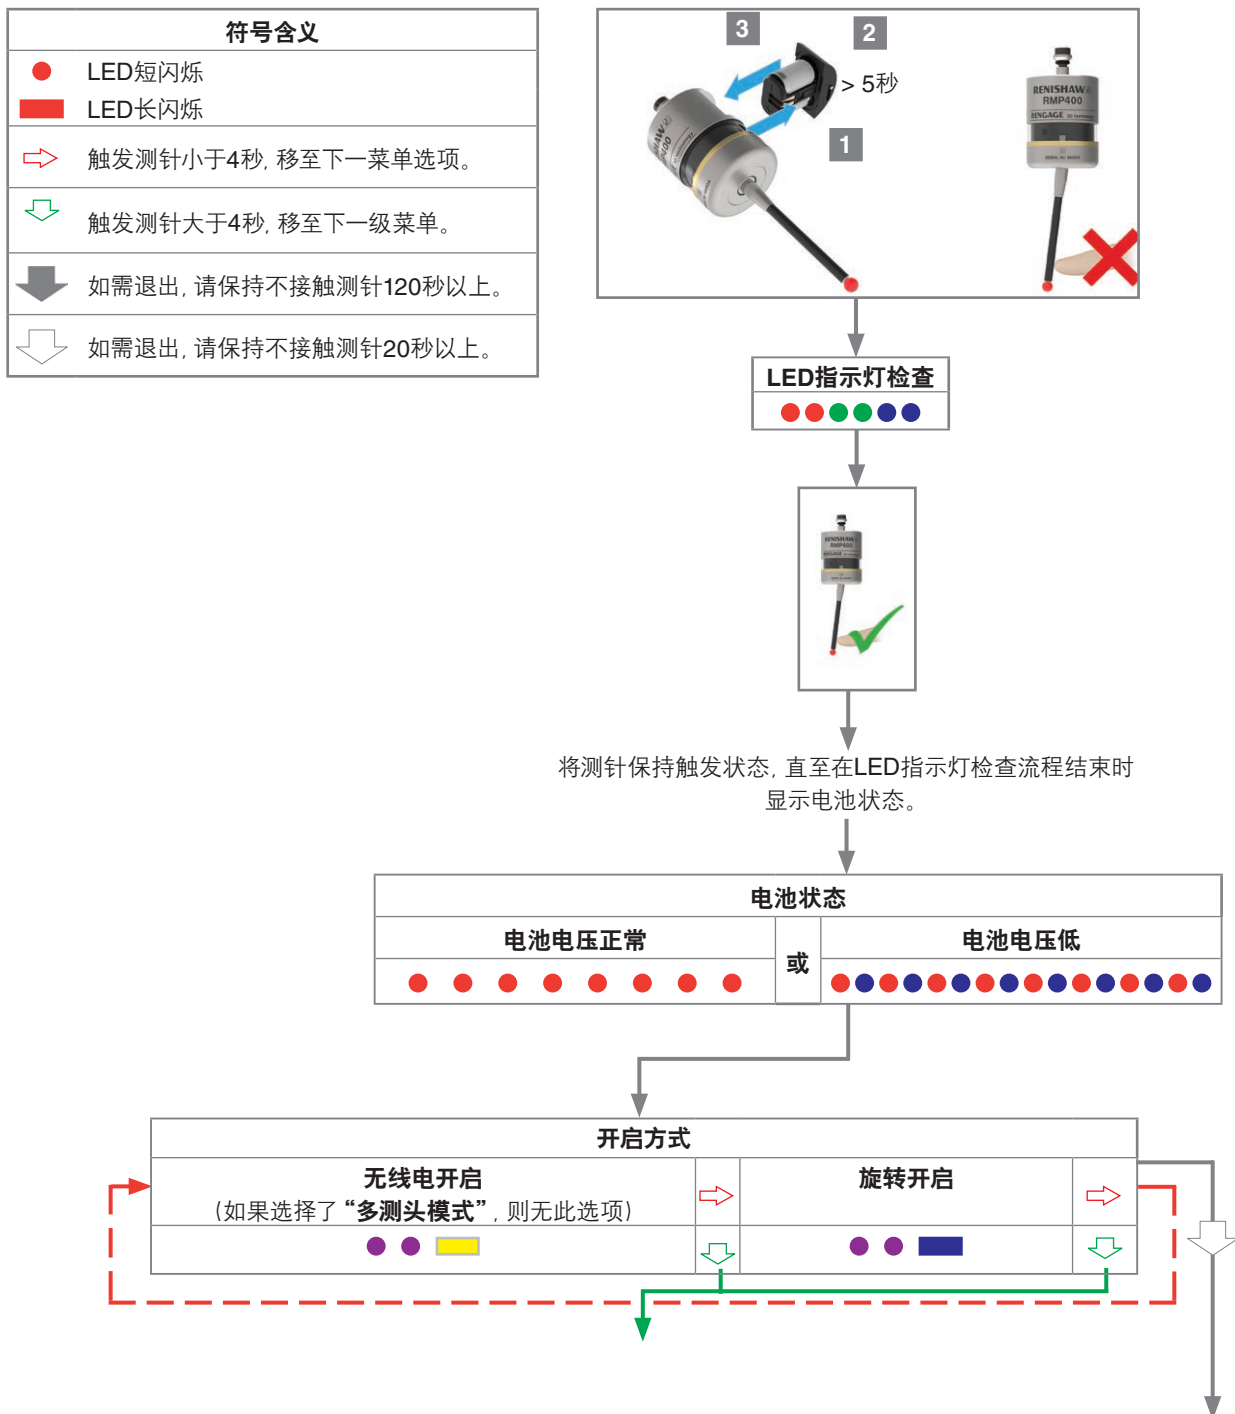 符号含义
LED短闪烁
LED长闪烁
触发测针小于4秒, 移至下一菜单选项。
触发测针大于4秒, 移至下一级菜单。
如需退出, 请保持不接触测针120秒以上。
如需退出, 请保持不接触测针20秒以上。
3
2
> 5秒
1
RENISHAW
RMP400
RENGAGE
LED指示灯检查
RENISHAW
RMP400
将测针保持触发状态, 直至在LED指示灯检查流程结束时
显示电池状态。
电池状态
电池电压正常
或
电池电压低
开启方式
无线电开启
(如果选择了“多测头模式”, 则无此选项)
旋转开启